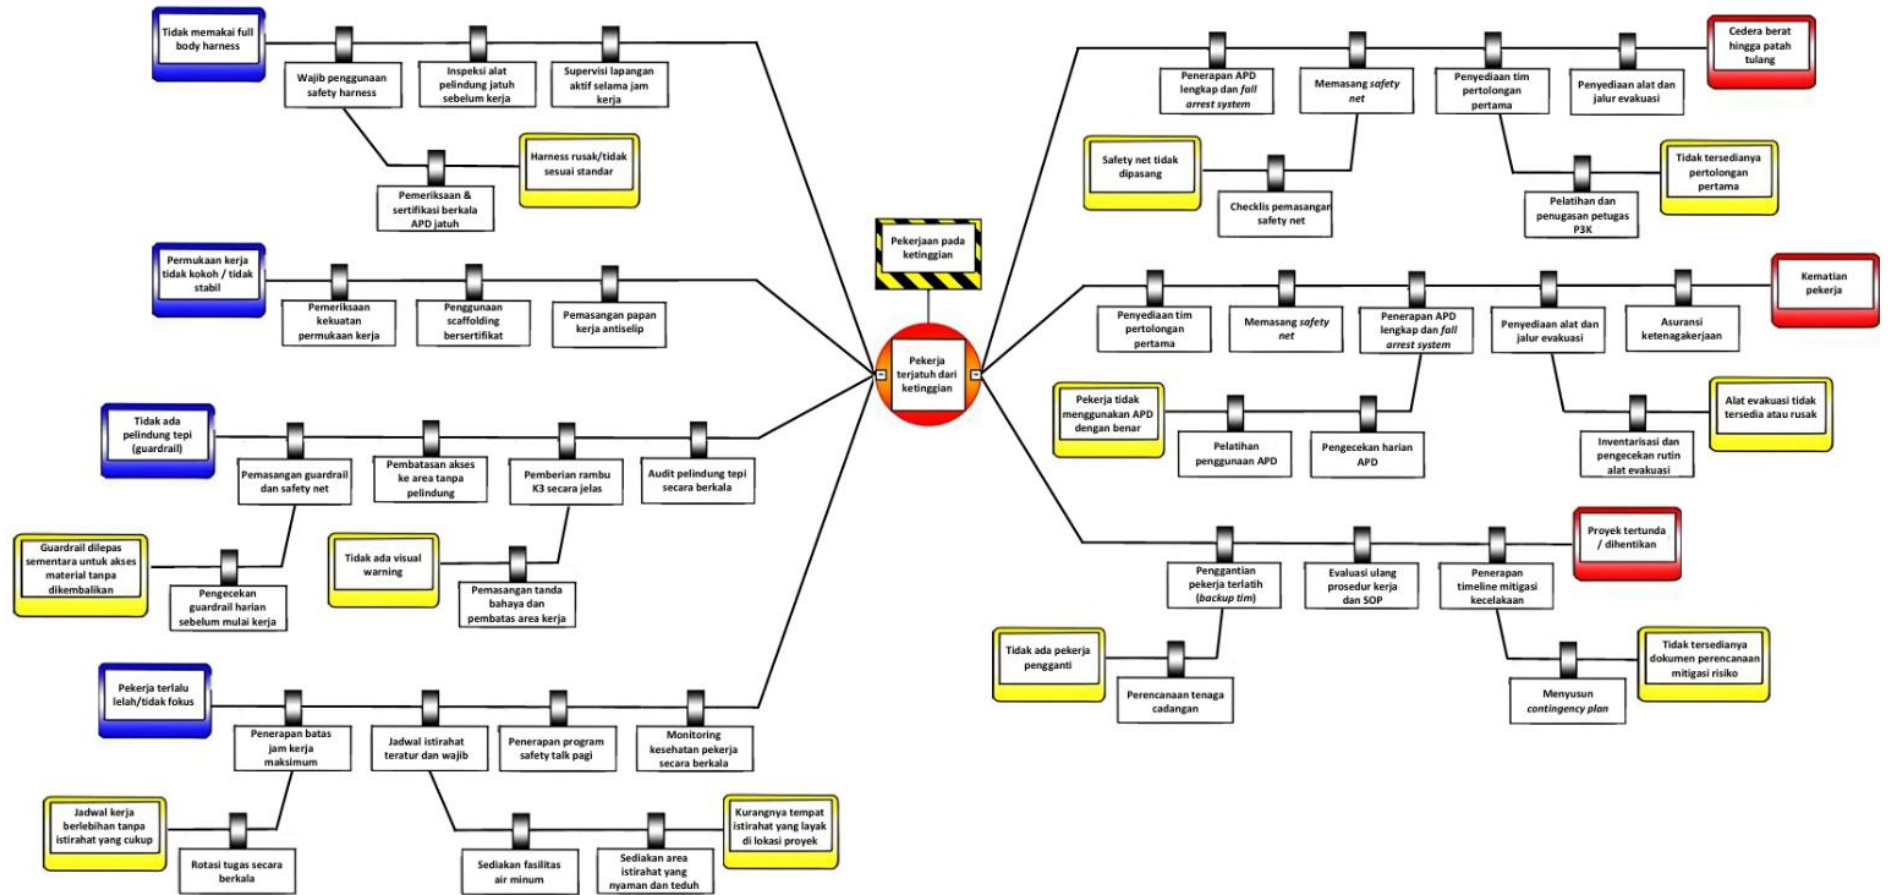 Tidak memakai full
body harness
Wajib penggunaan
safety harness
Inspeksi alat
pelindung jatuh
sebelum kerja
Supervisi lapangan
aktif selama jam
kerja
Harness rusak/tidak
sesuai standar
Pemeriksaan &
sertifikasi berkala
APD jatuh
Permukaan kerja
tidak kokoh / tidak
stabil
Pemeriksaan
kekuatan
permukaan kerja
Penggunaan
scaffolding
bersertifikat
Pemasangan papan
kerja antiselip
Tidak ada
pelindung tepi
(guardrail)
Pemasangan guardrail
dan safety net
Pembatasan akses
ke area tanpa
pelindung
Pemberian rambu
K3 secara jelas
Audit pelindung tepi
secara berkala
Guardrail dilepas
sementara untuk akses
material tanpa
dikembalikan
Pengecekan
guardrail harian
sebelum mulai kerja
Tidak ada visual
warning
Pemasangan tanda
bahaya dan
pembatas area kerja
Pekerja terlalu
lelah/tidak fokus
Penerapan batas
jam kerja
maksimum
Jadwal istirahat
teratur dan wajib
Penerapan program
safety talk pagi
Monitoring
kesehatan pekerja
secara berkala
Jadwal kerja
berlebihan tanpa
istirahat yang cukup
Rotasi tugas secara
berkala
Sediakan fasilitas
air minum
Sediakan area
istirahat yang
nyaman dan teduh
Kurangnya tempat
istirahat yang layak
di lokasi proyek
Pekerjaan pada
ketinggian
Pekerja
terjatuh dari
ketinggian
Penerapan APD
lengkap dan fall
arrest system
Memasang safety
net
Penyediaan tim
pertolongan
pertama
Penyediaan alat dan
jalur evakuasi
Cedera berat
hingga patah
tulang
Safety net tidak
dipasang
Checklis pemasangan
safety net
Pelatihan dan
penugasan petugas
P3K
Tidak tersedianya
pertolongan
pertama
Penyediaan tim
pertolongan
pertama
Memasang safety
net
Penerapan APD
lengkap dan fall
arrest system
Penyediaan alat dan
jalur evakuasi
Asuransi
ketenagakerjaan
Kematian
pekerja
Pekerja tidak
menggunakan APD
dengan benar
Pelatihan
penggunaan APD
Pengecekan harian
APD
Inventarisasi dan
pengecekan rutin
alat evakuasi
Alat evakuasi tidak
tersedia atau rusak
Penggantian
pekerja terlatih
(backup tim)
Evaluasi ulang
prosedur kerja
dan SOP
Penerapan
timeline mitigasi
kecelakaan
Proyek tertunda
/ dihentikan
Tidak ada pekerja
pengganti
Perencanaan tenaga
cadangan
Menyusun
contingency plan
Tidak tersedianya
dokumen perencanaan
mitigasi risiko